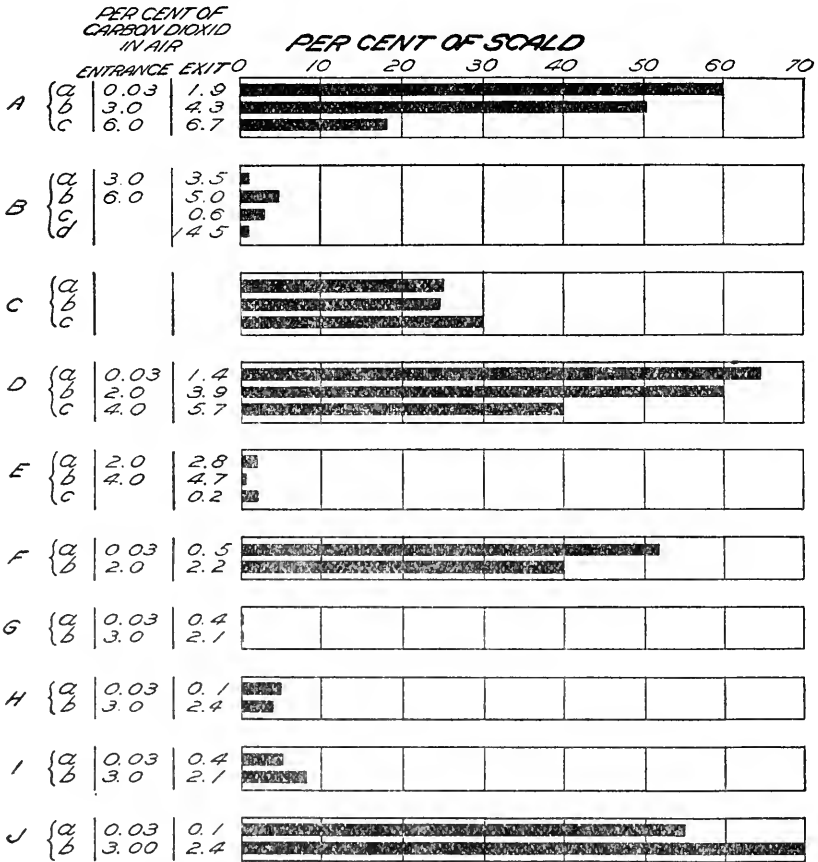 PER CENT OF
CARBON DIOXID
IN AIR
PER CENT OF SCALD
ENTRANCE EXIT 0 10 20 30 40 50 60 70
A a 0.03 1.9
b 3.0 4.3
c 6.0 6.7
B a 3.0 3.5
b 6.0 5.0
c 0.6
d 14.5
C a
b
c
D a 0.03 1.4
b 2.0 3.9
c 4.0 5.7
E a 2.0 2.8
b 4.0 4.7
c 0.2
F a 0.03 0.5
b 2.0 2.2
G a 0.03 0.4
b 3.0 2.1
H a 0.03 0.1
b 3.0 2.4
I a 0.03 0.4
b 3.0 2.1
J a 0.03 0.1
b 3.00 2.4